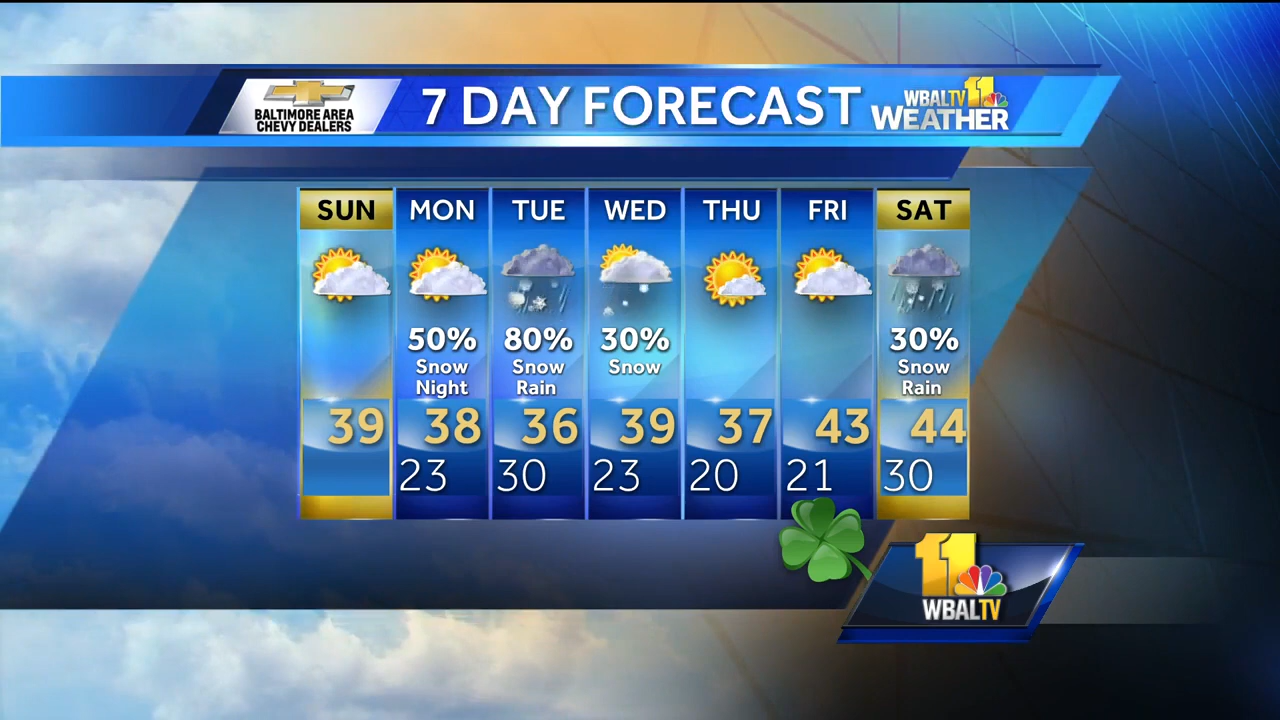 BALTIMORE AREA
CHEVY DEALERS
7 DAY FORECAST
WBALTV 11
WEATHER
SUN MON TUE WED THU FRI SAT
50% 80% 30% 30%
Snow Snow Snow Snow
Night Rain Rain
39 38 36 39 37 43 44
23 30 23 20 21 30
11
WBALTV